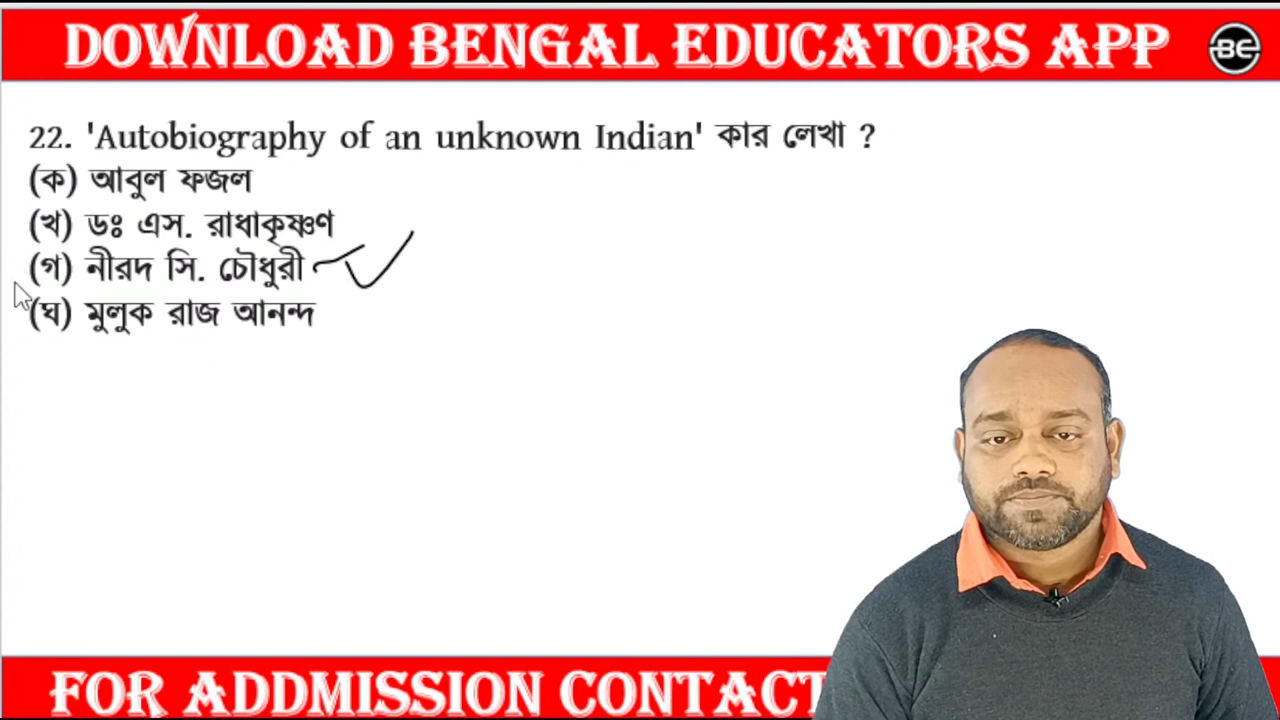 DOWNLOAD BENGAL EDUCATORS APP
BE
22. 'Autobiography of an unknown Indian' কার লেখা ?
(ক) আবুল ফজল
(খ) ডঃ এস. রাধাকৃষ্ণণ
(গ) নীরদ সি. চৌধুরী
(ঘ) মুলুক রাজ আনন্দ
FOR ADDMISSION CONTACT